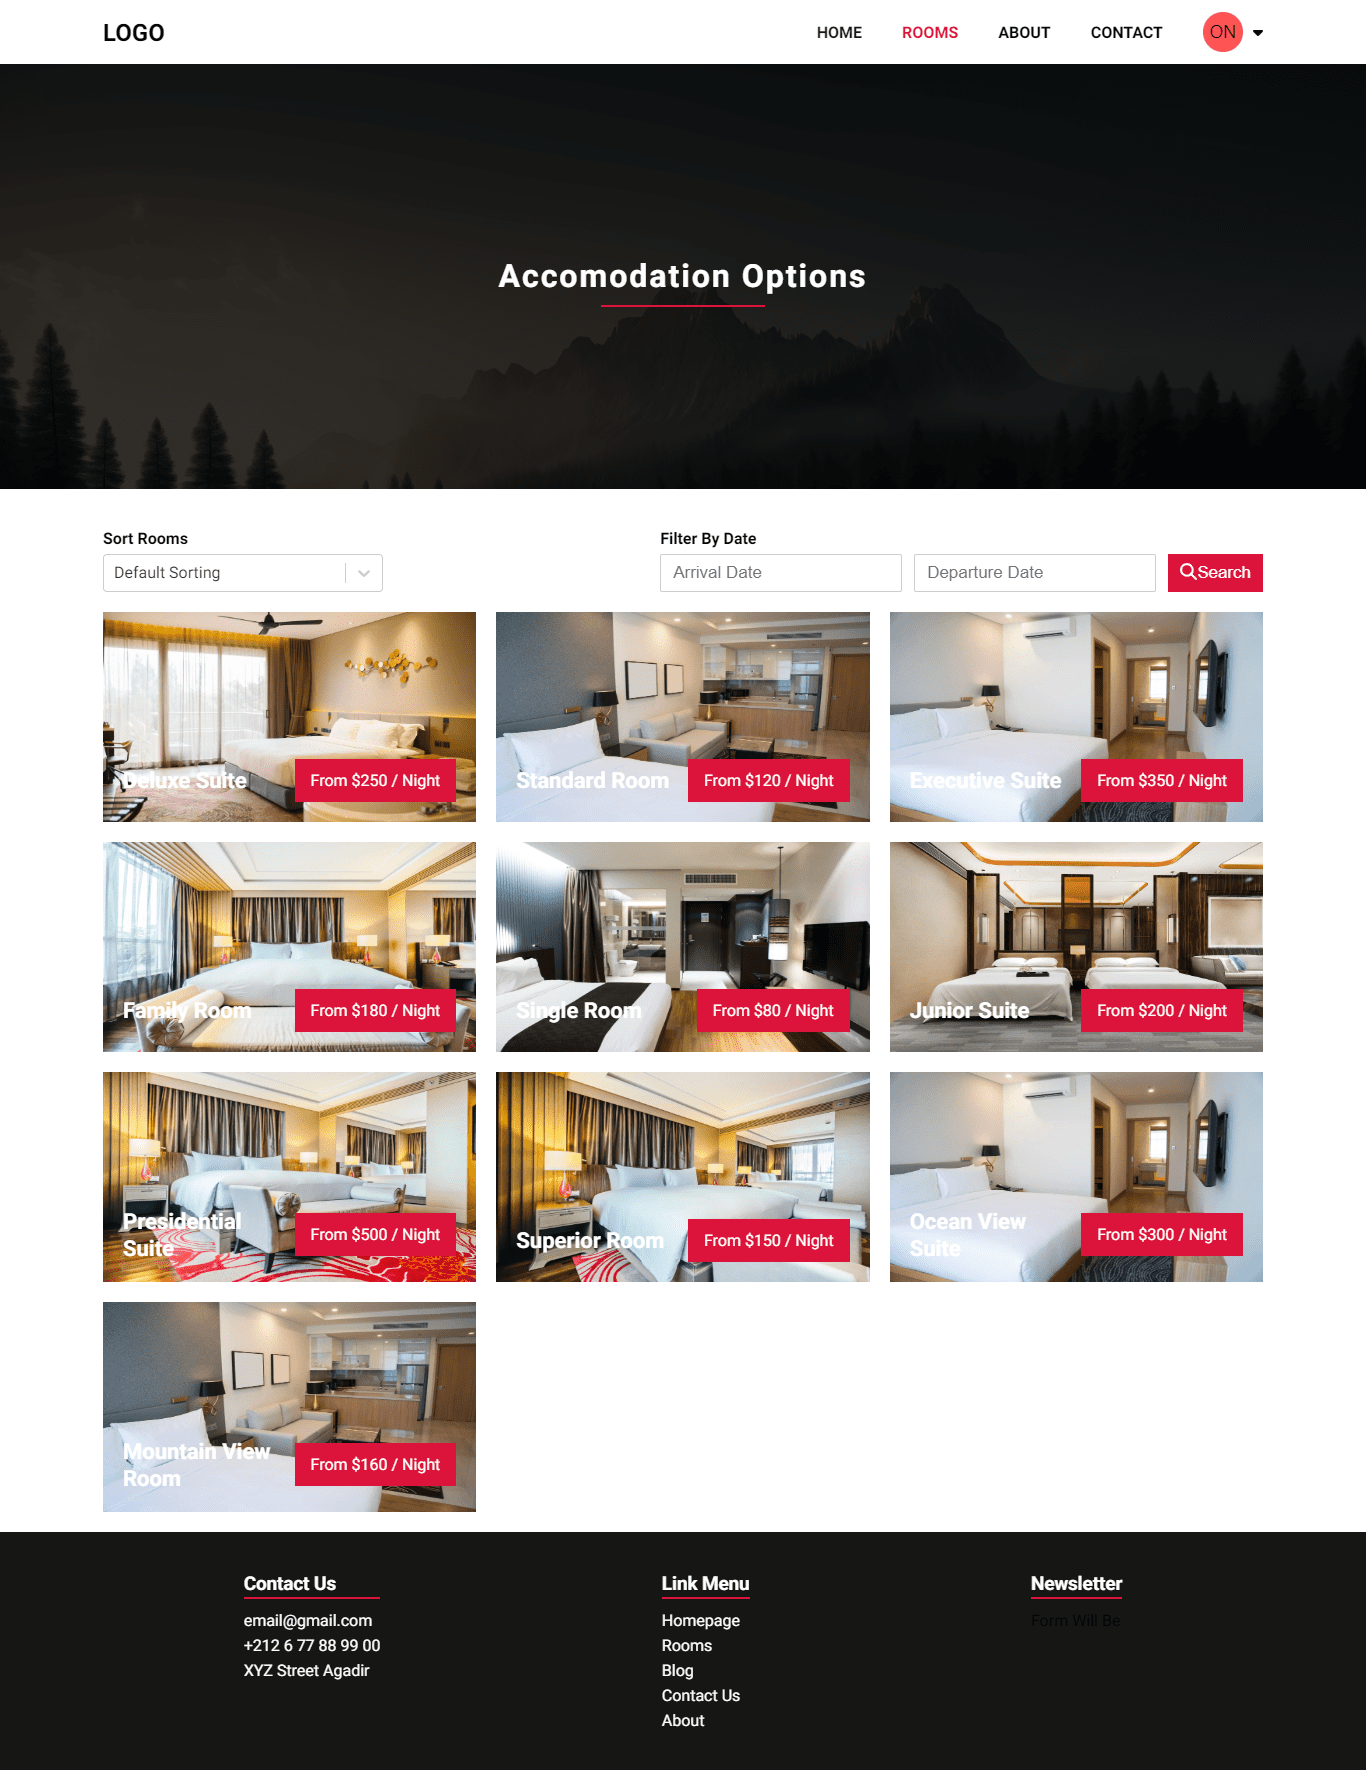 LOGO
HOME
ROOMS
ABOUT
CONTACT
ON
Accomodation Options
Sort Rooms
Default Sorting
Filter By Date
Arrival Date
Departure Date
Search
Deluxe Suite
From $250 / Night
Standard Room
From $120 / Night
Executive Suite
From $350 / Night
Family Room
From $180 / Night
Single Room
From $80 / Night
Junior Suite
From $200 / Night
Presidential
Suite
From $500 / Night
Superior Room
From $150 / Night
Ocean View
Suite
From $300 / Night
Mountain View
Room
From $160 / Night
Contact Us
email@gmail.com
+212 6 77 88 99 00
XYZ Street Agadir
Link Menu
Homepage
Rooms
Blog
Contact Us
About
Newsletter
Form Will Be